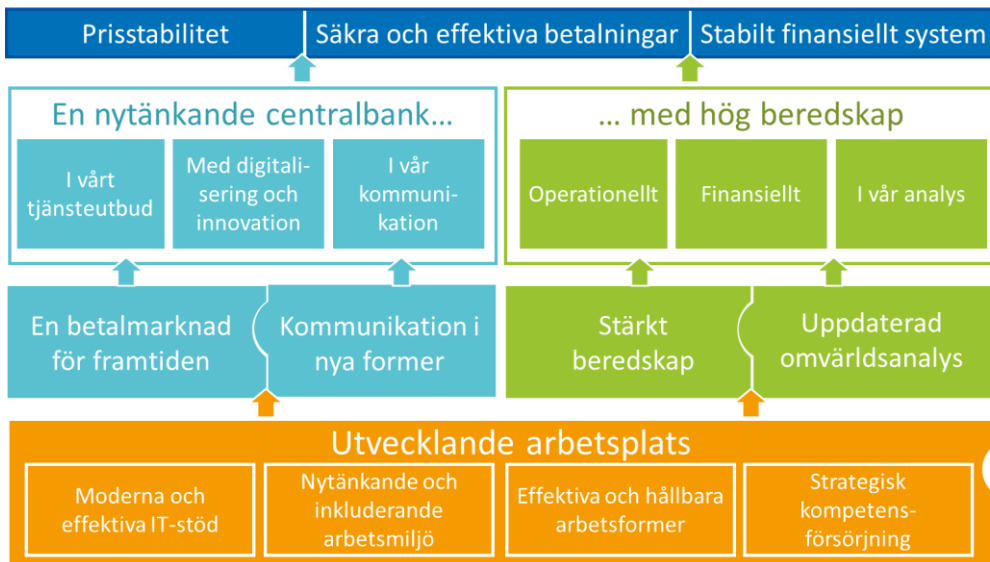 Prisstabilitet
Säkra och effektiva betalningar
Stabilt finansiellt system
En nytänkande centralbank...
I vårt
tjänsteutbud
Med digitali-
sering och
innovation
I vår
kommuni-
kation
... med hög beredskap
Operationellt
Finansiellt
I vår analys
En betalmarknad
för framtiden
Kommunikation i
nya former
Stärkt
beredskap
Uppdaterad
omvärldsanalys
Utvecklande arbetsplats
Moderna och
effektiva IT-stöd
Nytänkande och
inkluderande
arbetsmiljö
Effektiva och hållbara
arbetsformer
Strategisk
kompetens-
försörjning